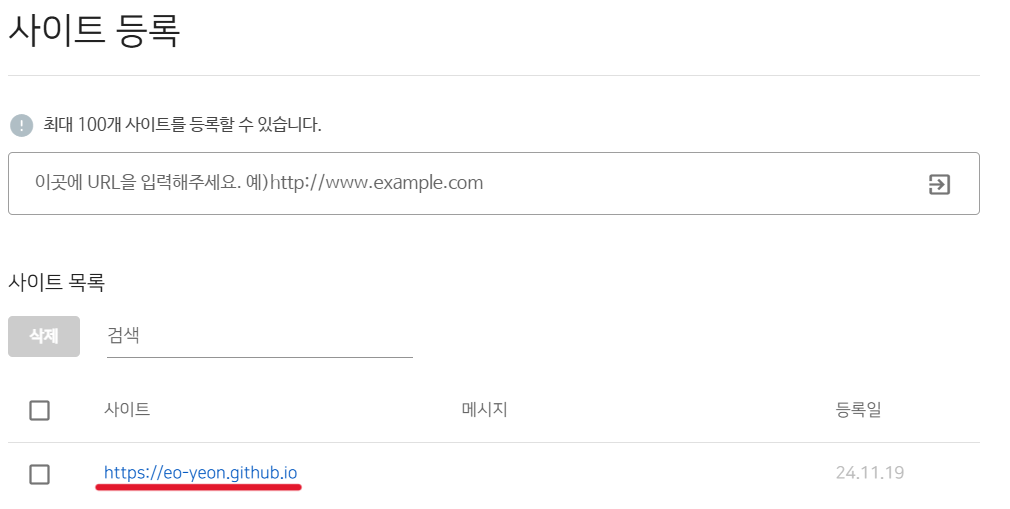 사이트 등록
! 최대 100개 사이트를 등록할 수 있습니다.
이곳에 URL을 입력해주세요. 예)http://www.example.com
사이트 목록
삭제 검색
사이트 메시지 등록일
https://eo-yeon.github.io 24.11.19